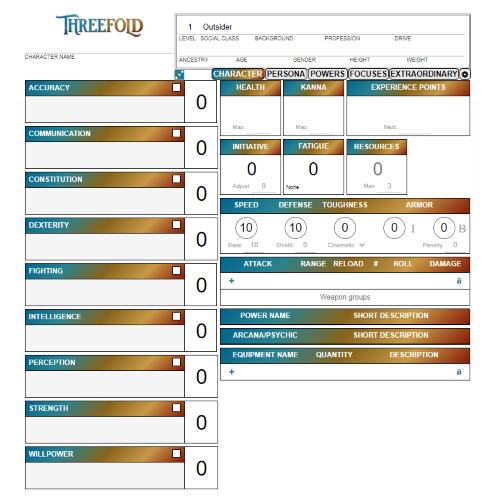 THREEFOLD
1 Outsider
LEVEL SOCIAL CLASS BACKGROUND PROFESSION DRIVE
CHARACTER NAME
ANCESTRY AGE GENDER HEIGHT WEIGHT
CHARACTER PERSONA POWERS FOCUSES EXTRAORDINARY
ACCURACY 0
COMMUNICATION 0
CONSTITUTION 0
DEXTERITY 0
FIGHTING 0
INTELLIGENCE 0
PERCEPTION 0
STRENGTH 0
WILLPOWER 0
HEALTH KANNA EXPERIENCE POINTS
Max Max Next
INITIATIVE FATIGUE RESOURCES
0 0 0
Adjust 0 None Max 3
SPEED DEFENSE TOUGHNESS ARMOR
10 10 0 0 I 0 B
Base 10 Shield 0 Cinematic Penalty 0
ATTACK RANGE RELOAD # ROLL DAMAGE
+
Weapon groups
POWER NAME SHORT DESCRIPTION
ARCANA/PSYCHIC SHORT DESCRIPTION
EQUIPMENT NAME QUANTITY DESCRIPTION
+